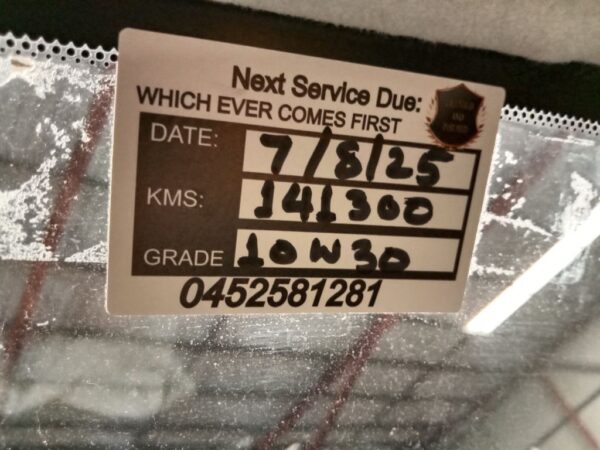 Next Service Due:
WHICH EVER COMES FIRST
DATE: 7/8/25
KMS: 141300
GRADE 10W30
0452581281